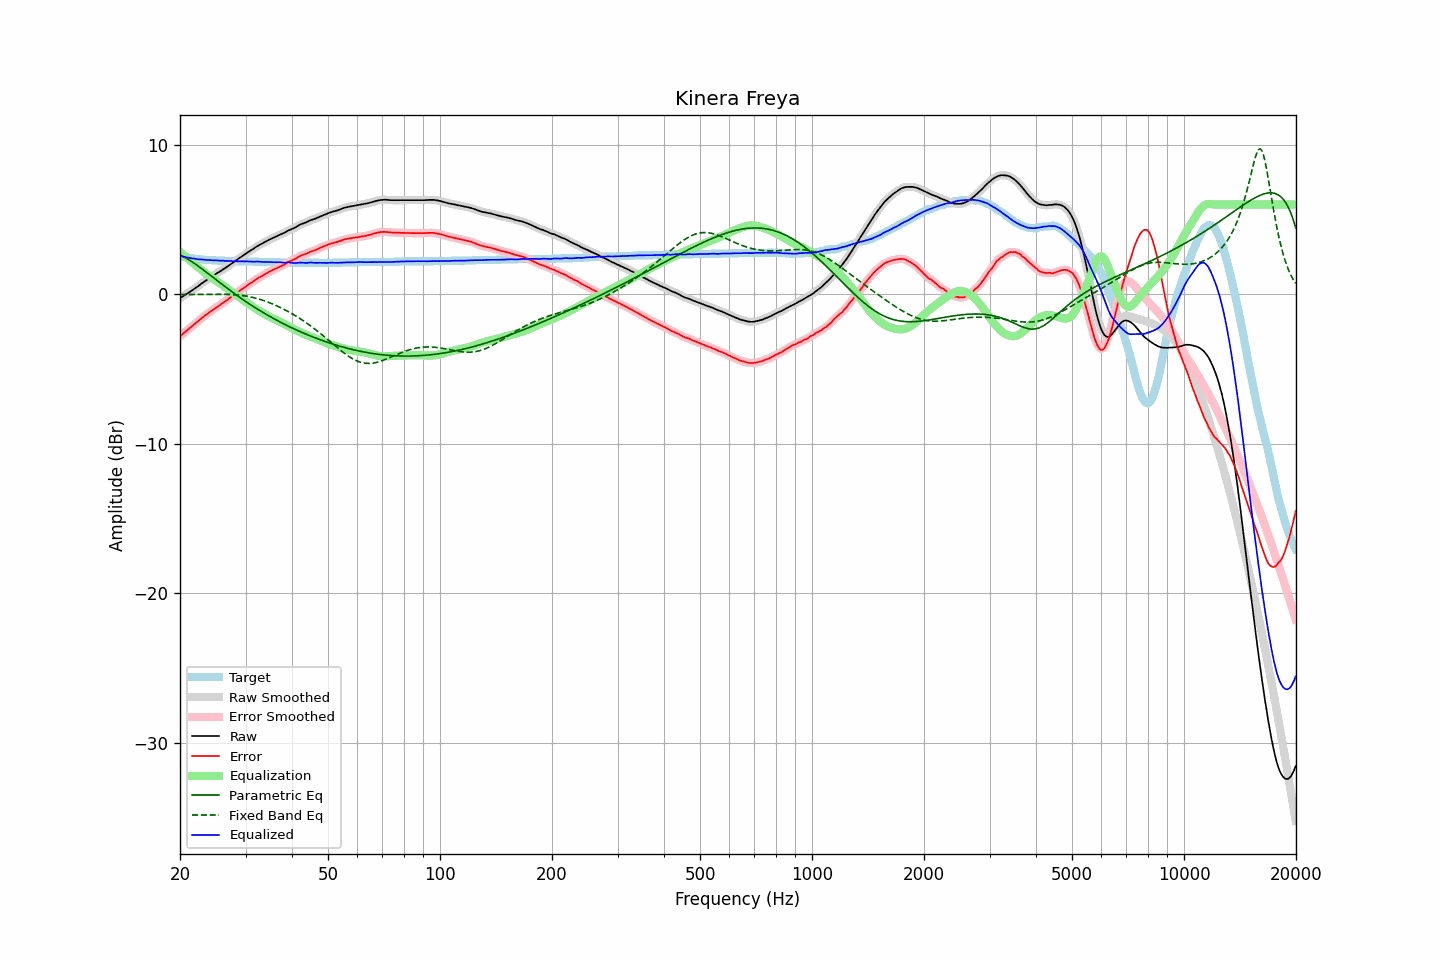 Kinera Freya
10
0
−10
−20
−30
Amplitude (dBr)
Target
Raw Smoothed
Error Smoothed
Raw
Error
Equalization
Parametric Eq
Fixed Band Eq
Equalized
20 50 100 200 500 1000 2000 5000 10000 20000
Frequency (Hz)